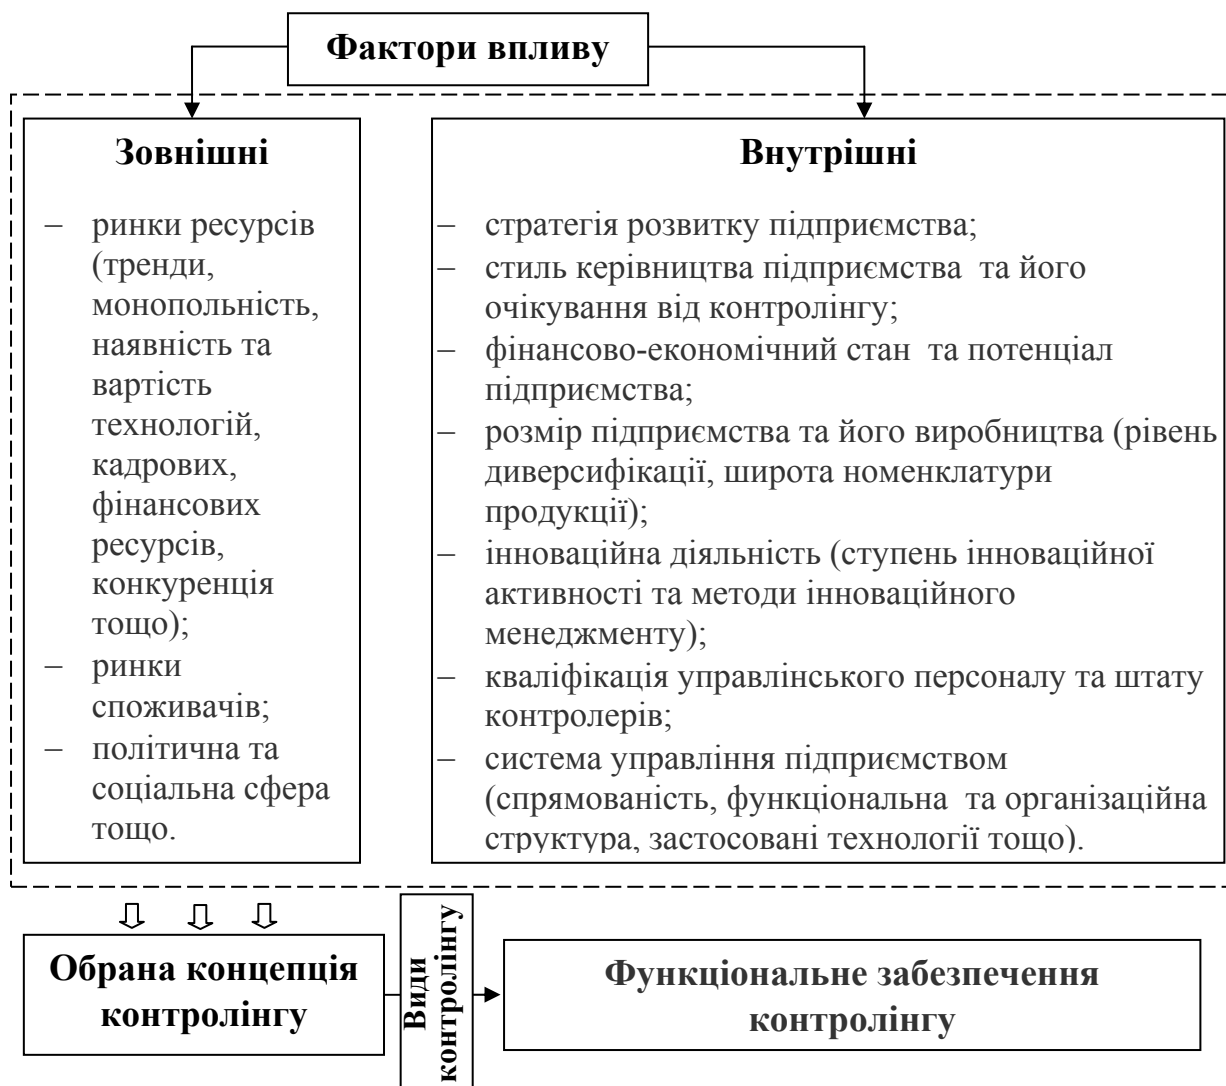 Фактори впливу
Зовнішні
– ринки ресурсів
(тренди,
монопольність,
наявність та
вартість
технологій,
кадрових,
фінансових
ресурсів,
конкуренція
тощо);
– ринки
споживачів;
– політична та
соціальна сфера
тощо.
Внутрішні
– стратегія розвитку підприємства;
– стиль керівництва підприємства та його
очікування від контролінгу;
– фінансово-економічний стан та потенціал
підприємства;
– розмір підприємства та його виробництва (рівень
диверсифікації, широта номенклатури
продукції);
– інноваційна діяльність (ступень інноваційної
активності та методи інноваційного
менеджменту);
– кваліфікація управлінського персоналу та штату
контролерів;
– система управління підприємством
(спрямованість, функціональна та організаційна
структура, застосовані технології тощо).
Обрана концепція
контролінгу
Види
контролінгу
Функціональне забезпечення
контролінгу